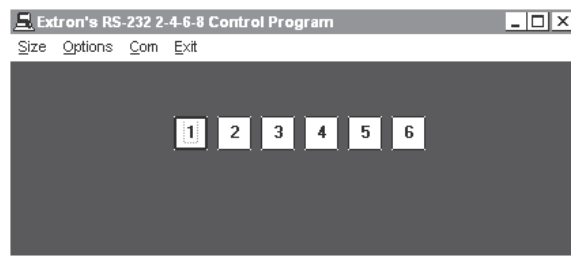 Extron's RS-232 2-4-6-8 Control Program
Size Options Com Exit
1 2 3 4 5 6